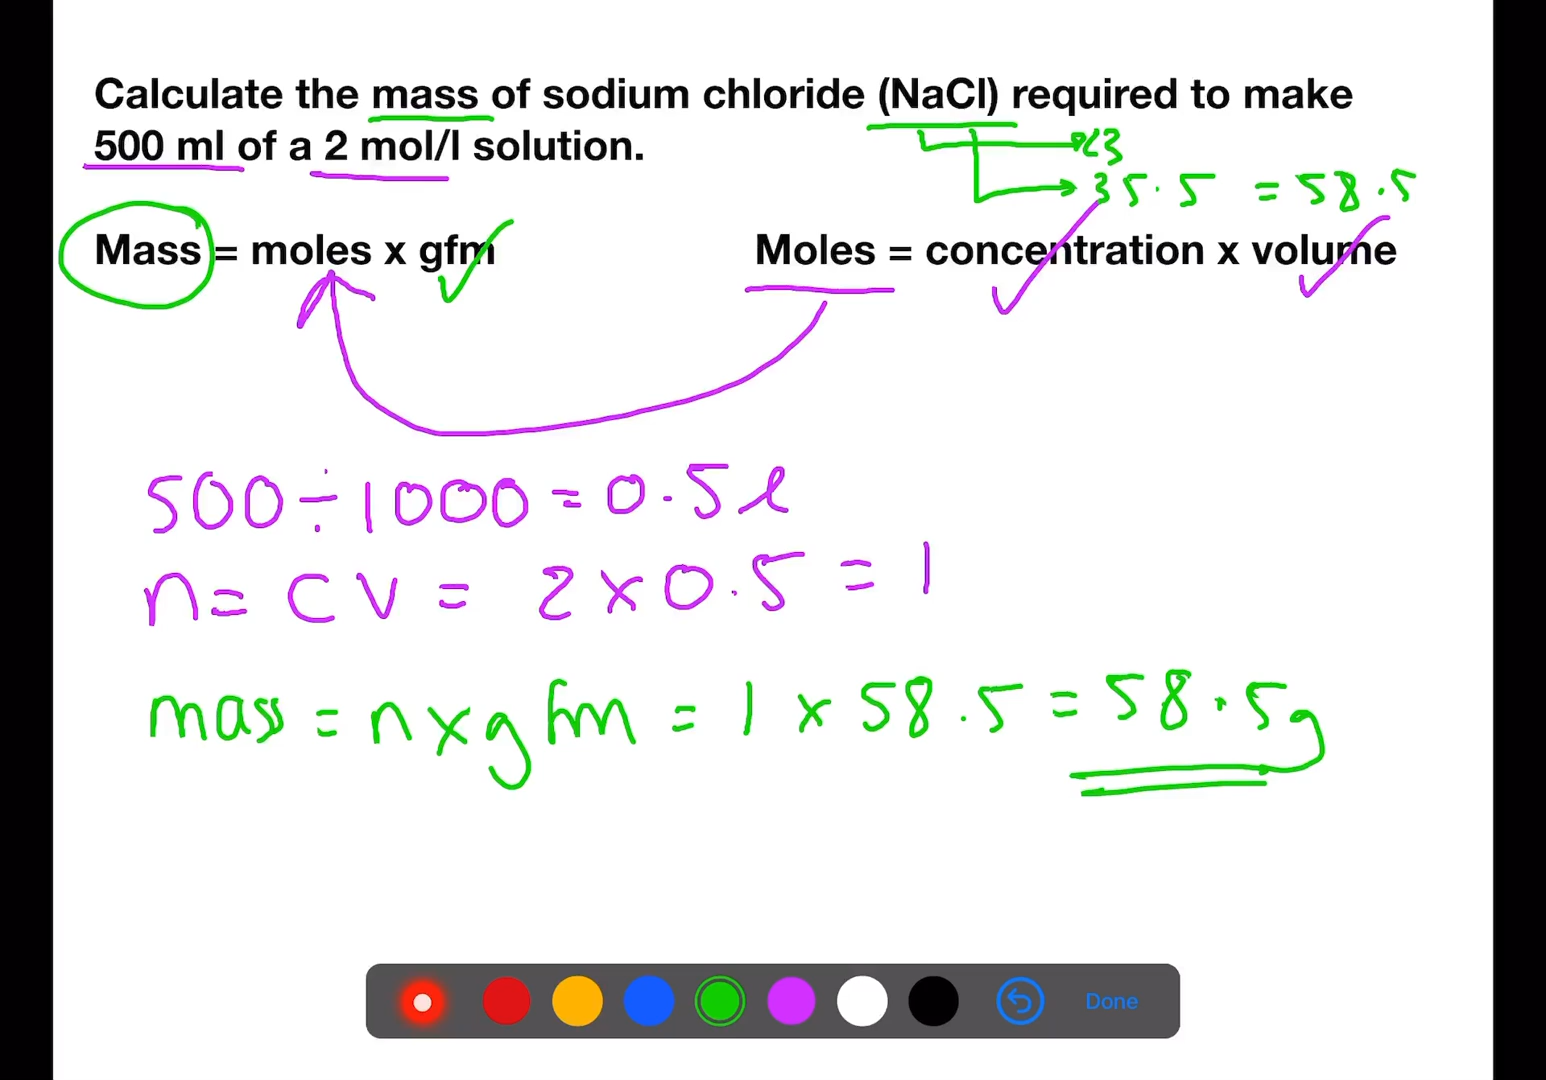 Calculate the mass of sodium chloride (NaCl) required to make
500 ml of a 2 mol/l solution.
23
35.5 = 58.5
Mass = moles x gfm
Moles = concentration x volume
500 ÷ 1000 = 0.5 l
n = CV = 2 x 0.5 = 1
mass = n x gfm = 1 x 58.5 = 58.5g
Done